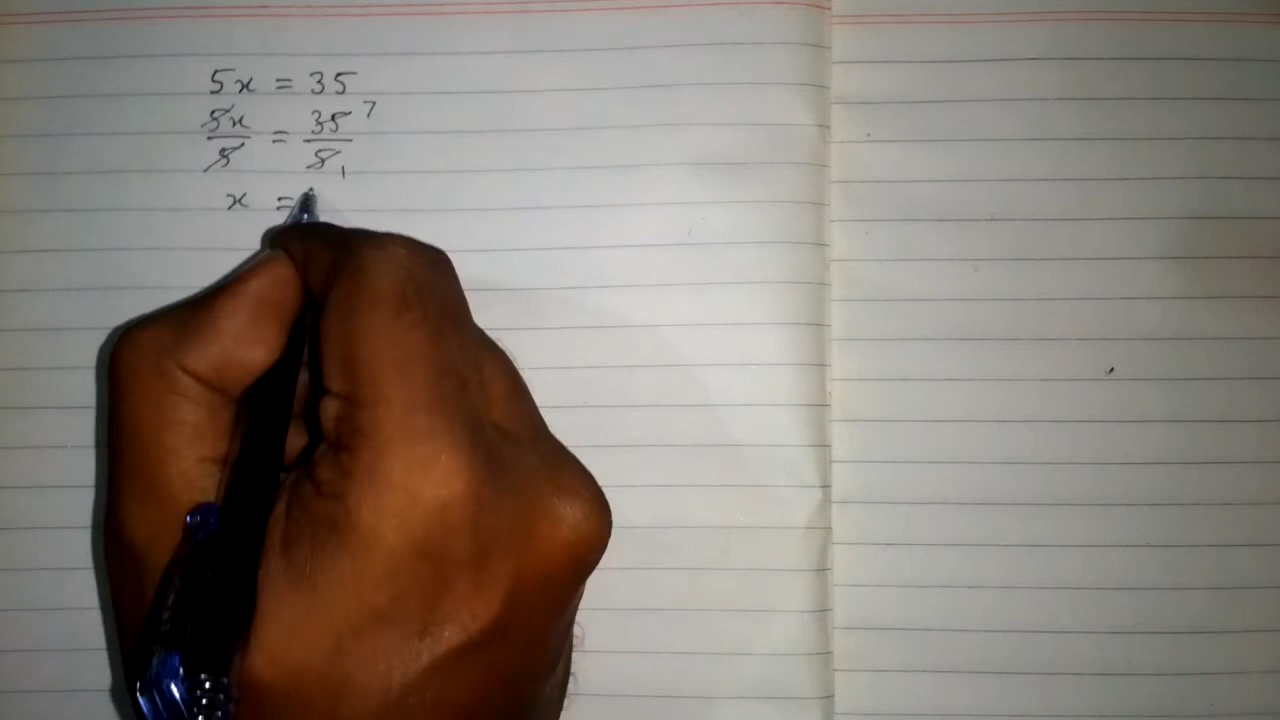 5x = 35
5x/5 = 35/5 7 1
x =